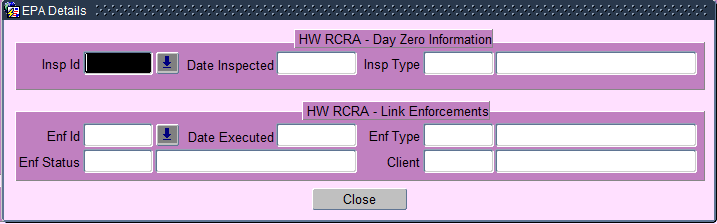 EPA Details
HW RCRA - Day Zero Information
Insp Id Date Inspected Insp Type
HW RCRA - Link Enforcements
Enf Id Date Executed Enf Type
Enf Status Client
Close